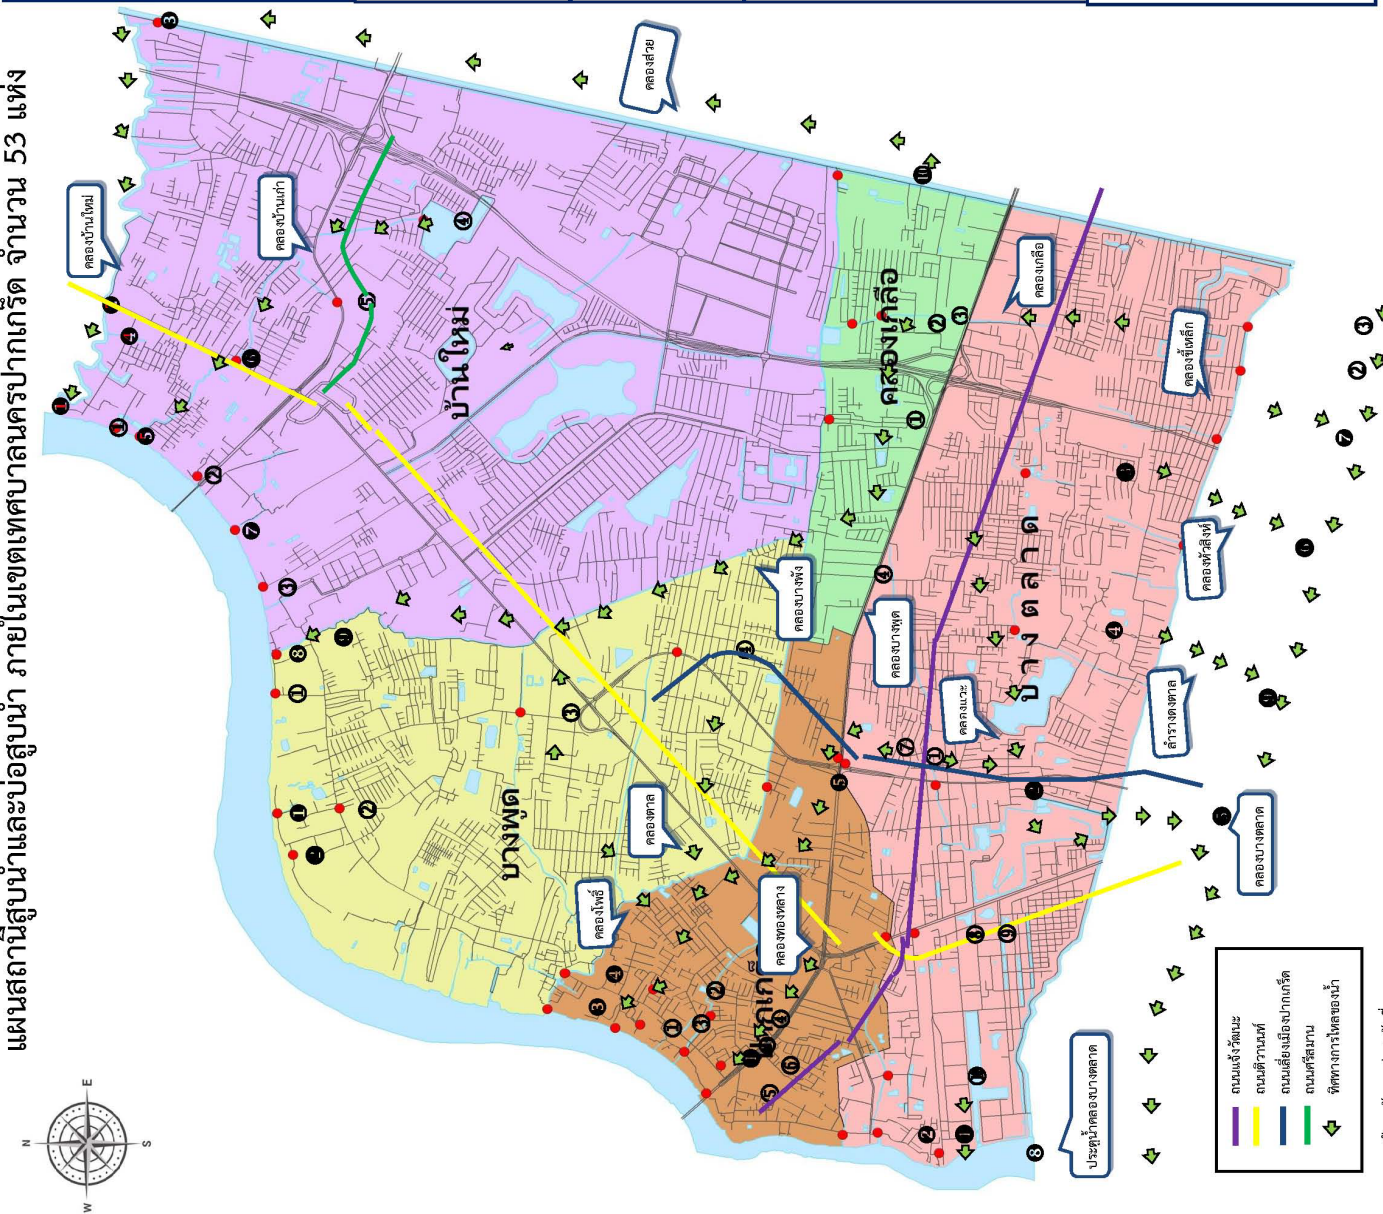 แผนสถานีสูบน้ำและบ่อสูบน้ำ ภายในเขตเทศบาลนครปากเกร็ด จำนวน 53 แห่ง
N
E
S
W
คลองส่วย
คลองบ้านใหม่
คลองบ้านเก่า
บ้านใหม่
คลองเกลือ
คลองเกลือ
คลองขี้เหล็ก
คลองบางพัง
คลองบางพูด
บางตลาด
คลองหัวสิงห์
คลองแวะ
ลำรางดงตาล
บางพูด
คลองตาล
คลองโพธิ์
คลองทองหลาง
คลองบางตลาด
ประตูน้ำคลองบางตลาด
ถนนแจ้งวัฒนะ
ถนนติวานนท์
ถนนเลี่ยงเมืองปากเกร็ด
ถนนศรีสมาน
ทิศทางการไหลของน้ำ